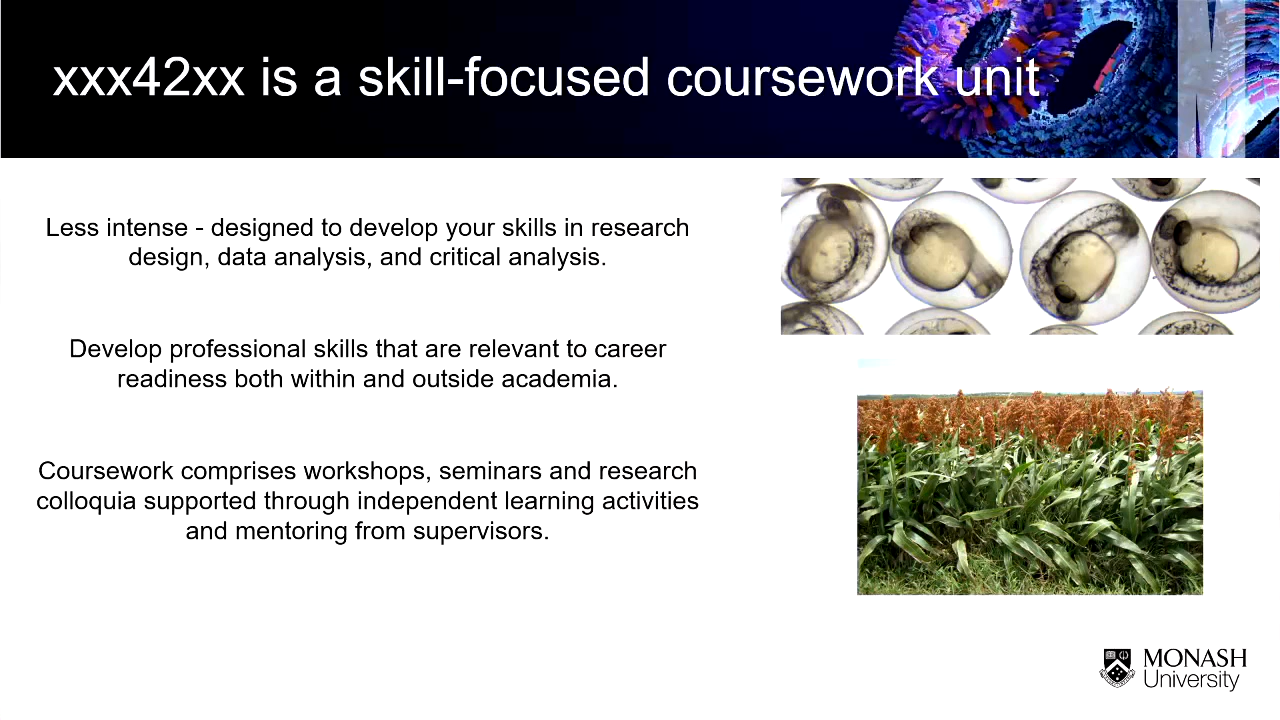 xxx42xx is a skill-focused coursework unit
Less intense - designed to develop your skills in research
design, data analysis, and critical analysis.
Develop professional skills that are relevant to career
readiness both within and outside academia.
Coursework comprises workshops, seminars and research
colloquia supported through independent learning activities
and mentoring from supervisors.
MONASH
University